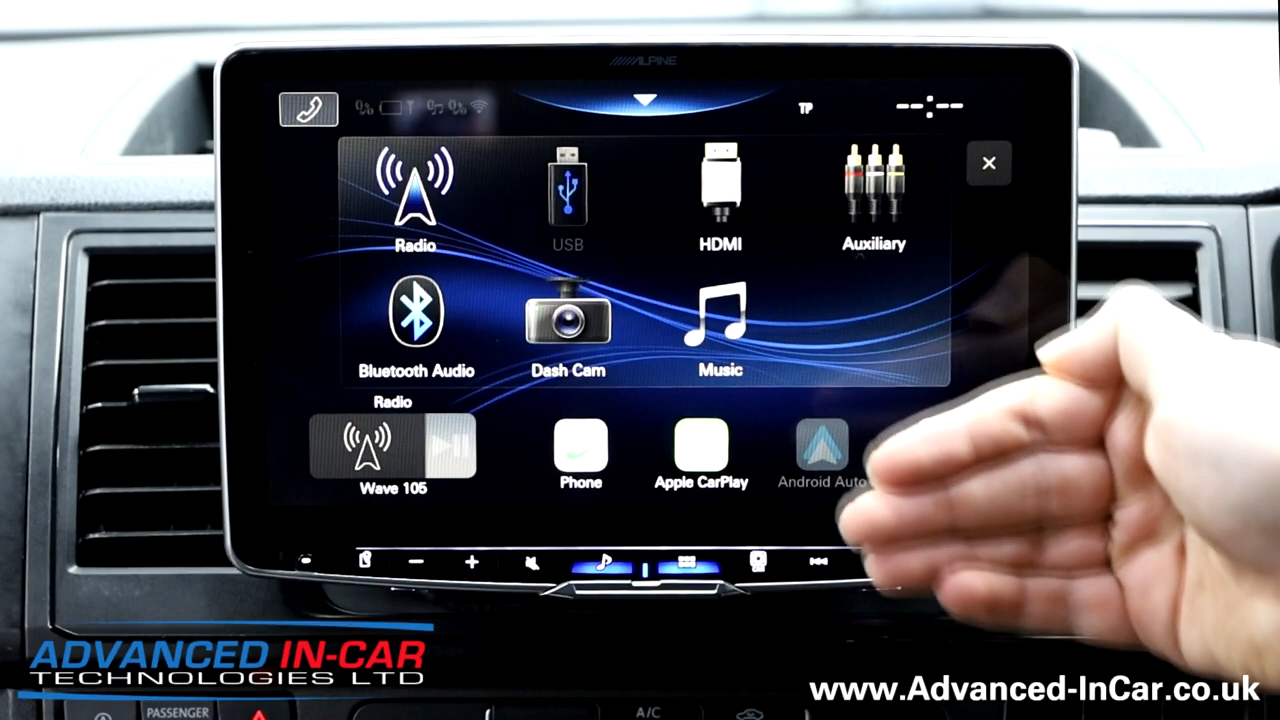 ALPINE
TP
Radio
USB
HDMI
Auxiliary
Bluetooth Audio
Dash Cam
Music
Radio
Wave 105
Phone
Apple CarPlay
Android Auto
ADVANCED IN-CAR
TECHNOLOGIES LTD
www.Advanced-InCar.co.uk
PASSENGER
A/C